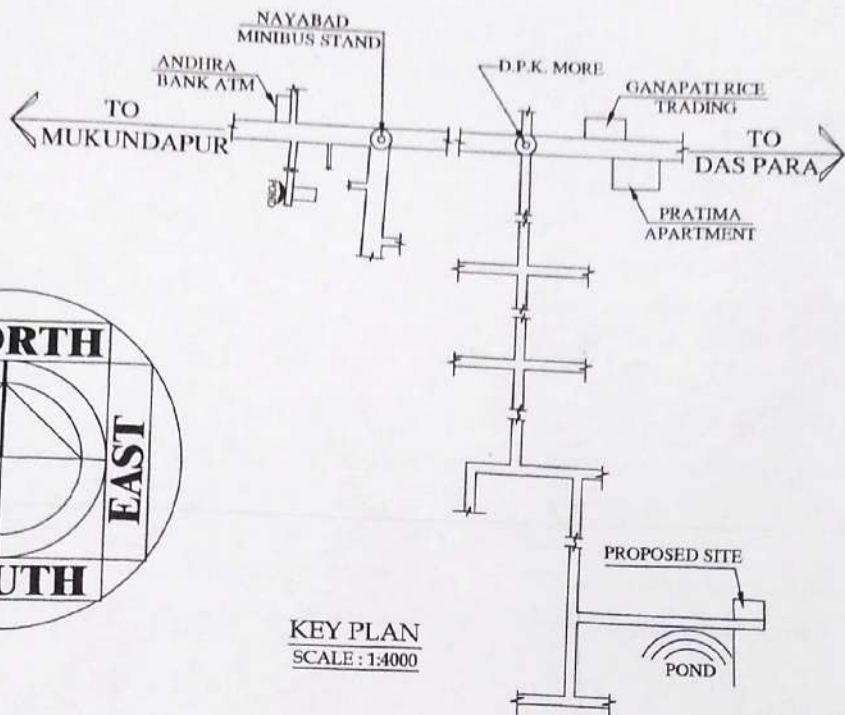 NAYABAD
MINIBUS STAND
ANDHRA
BANK ATM
D.P.K. MORE
GANAPATI RICE
TRADING
TO
MUKUNDAPUR
TO
DAS PARA
POND
PRATIMA
APARTMENT
ORTH
EAST
UTH
PROPOSED SITE
KEY PLAN
SCALE : 1:4000
POND